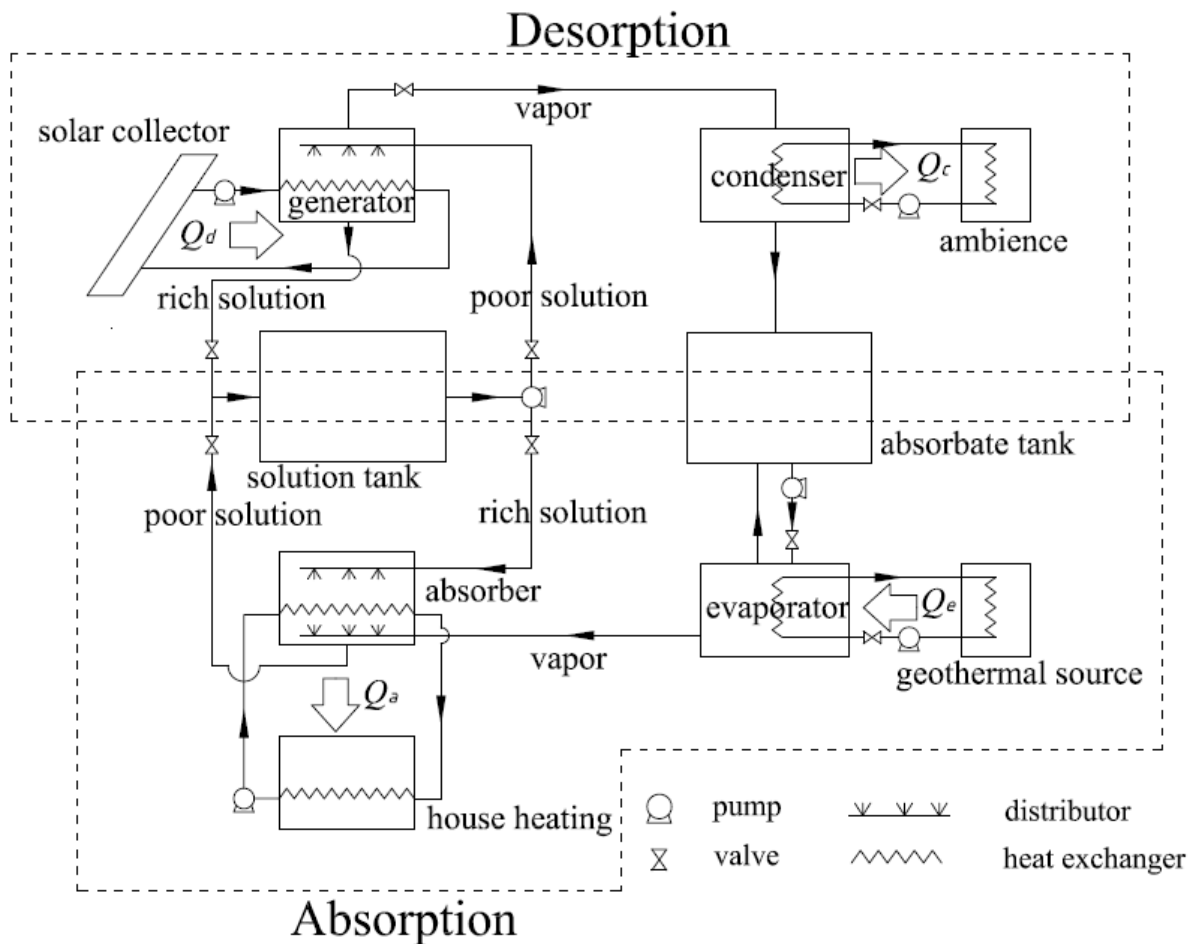 Desorption
vapor
solar collector
generator
condenser
Qc
ambience
Qd
rich solution
poor solution
solution tank
absorbate tank
poor solution
rich solution
absorber
evaporator
Qe
vapor
geothermal source
Qa
house heating
pump
distributor
valve
heat exchanger
Absorption